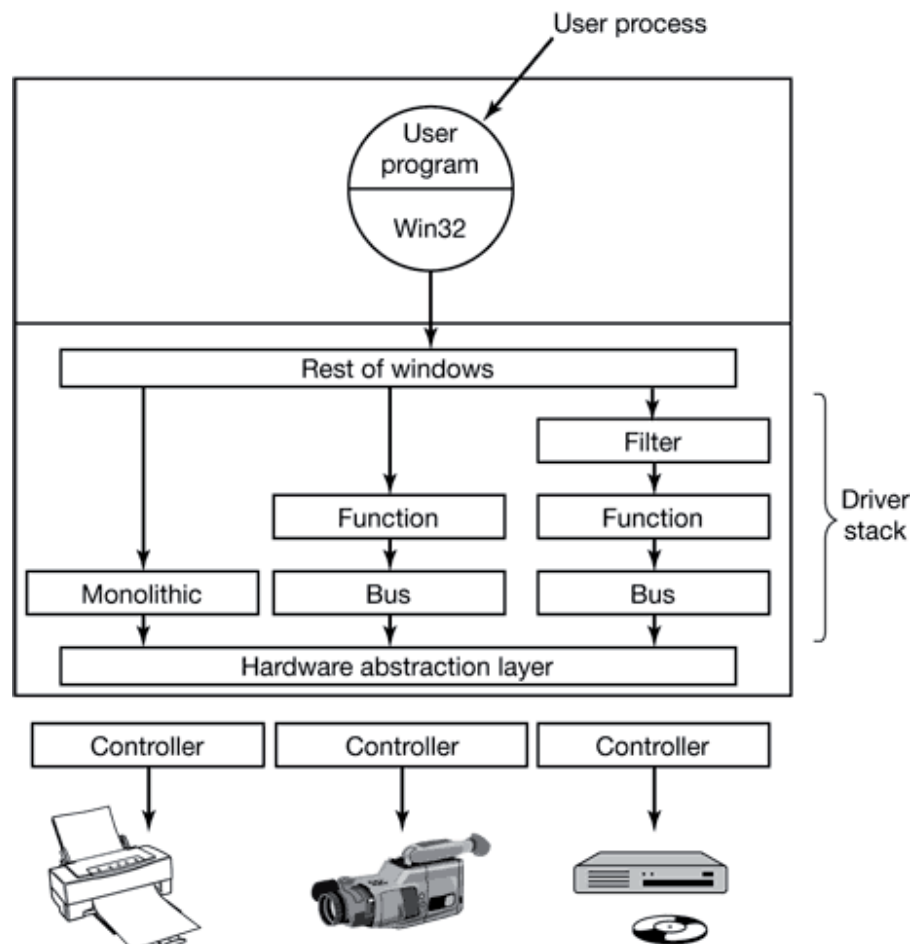 User process
User
program
Win32
Rest of windows
Filter
Function
Function
Driver
stack
Monolithic
Bus
Bus
Hardware abstraction layer
Controller
Controller
Controller